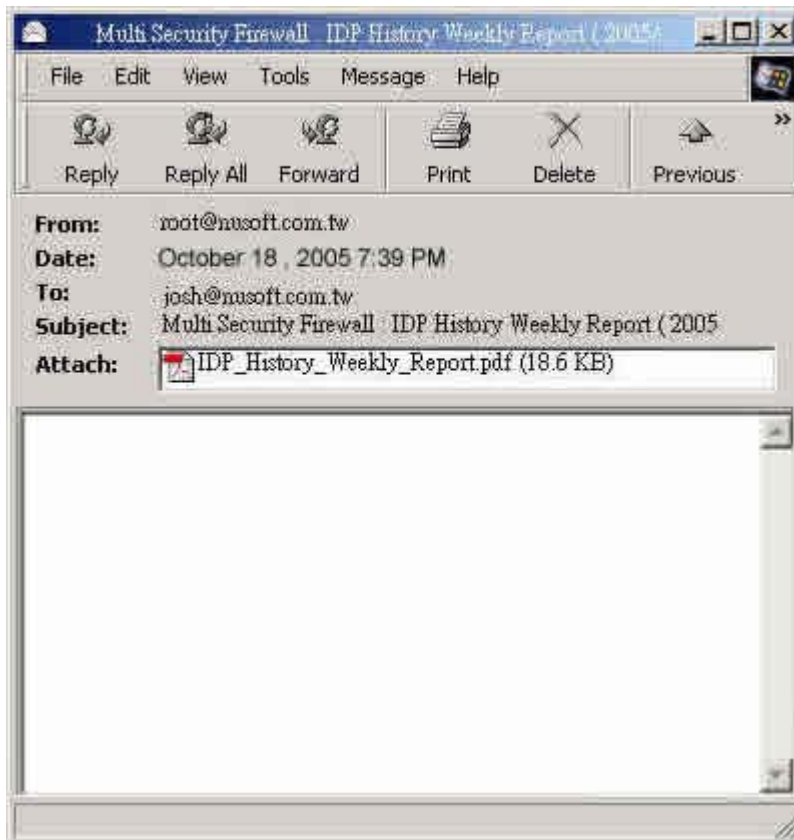 Multi Security Firewall IDP History Weekly Report ( 2005/
File Edit View Tools Message Help
Reply Reply All Forward Print Delete Previous
From: root@nusoft.com.tw
Date: October 18 , 2005 7:39 PM
To: josh@nusoft.com.tw
Subject: Multi Security Firewall : IDP History Weekly Report ( 2005
Attach: IDP_History_Weekly_Report.pdf (18.6 KB)